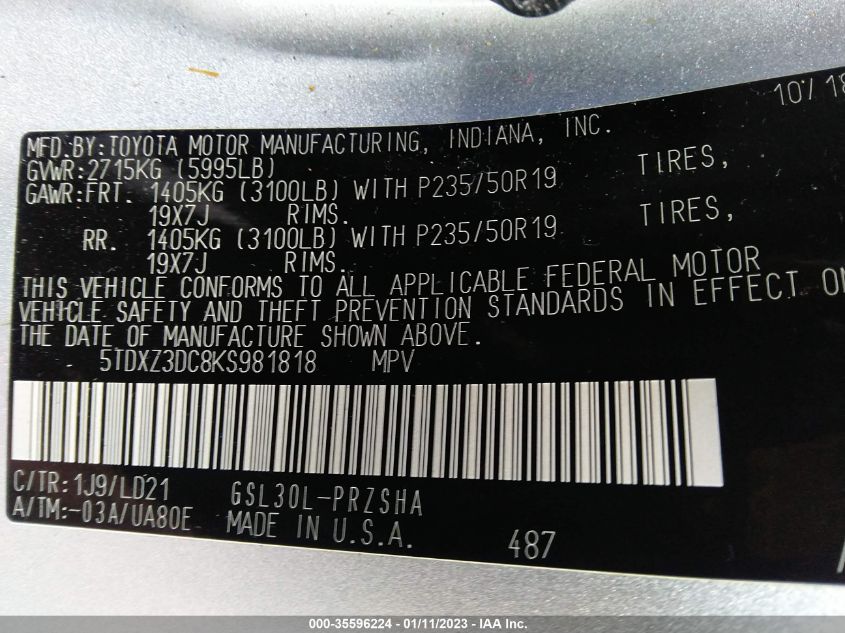 10/18
MFD.BY:TOYOTA MOTOR MANUFACTURING, INDIANA, INC.
GVWR:2715KG (5995LB)
GAWR:FRT. 1405KG (3100LB) WITH P235/50R19 TIRES,
19X7J RIMS.
RR. 1405KG (3100LB) WITH P235/50R19 TIRES,
19X7J RIMS.
THIS VEHICLE CONFORMS TO ALL APPLICABLE FEDERAL MOTOR
VEHICLE SAFETY AND THEFT PREVENTION STANDARDS IN EFFECT ON
THE DATE OF MANUFACTURE SHOWN ABOVE.
5TDXZ3DC8KS981818 MPV
C/TR:1J9/LD21 GSL30L-PRZSHA
A/TM:-03A/UA80E MADE IN U.S.A. 487
000-35596224 - 01/11/2023 - IAA Inc.